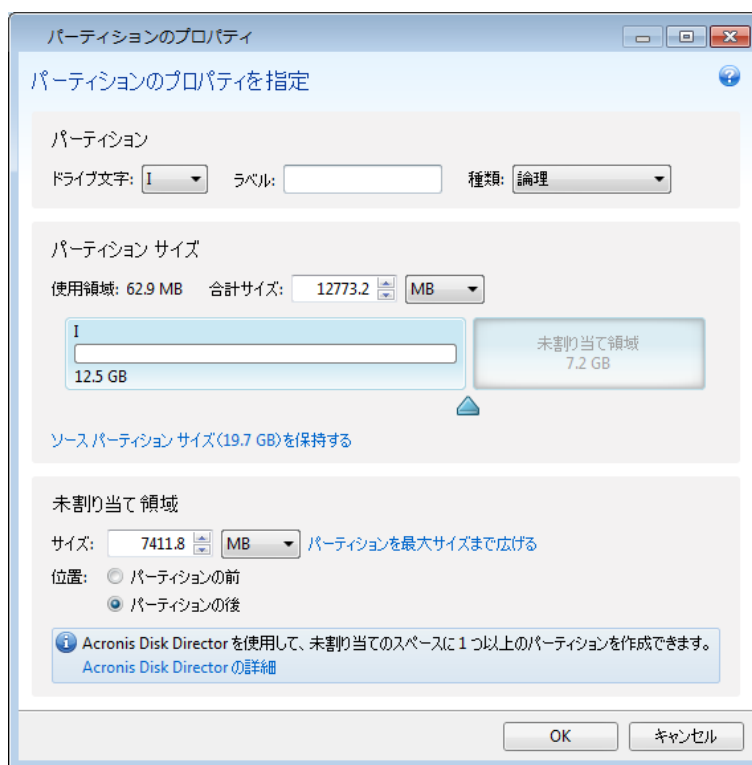 パーティションのプロパティ
パーティションのプロパティを指定
パーティション
ドライブ文字: I ラベル: 種類: 論理
パーティション サイズ
使用領域: 62.9 MB 合計サイズ: 12773.2 MB
I
12.5 GB
未割り当て領域
7.2 GB
ソース パーティション サイズ(19.7 GB)を保持する
未割り当て領域
サイズ: 7411.8 MB パーティションを最大サイズまで広げる
位置: パーティションの前
パーティションの後
Acronis Disk Director を使用して、未割り当てのスペースに 1 つ以上のパーティションを作成できます。
Acronis Disk Director の詳細
OK キャンセル